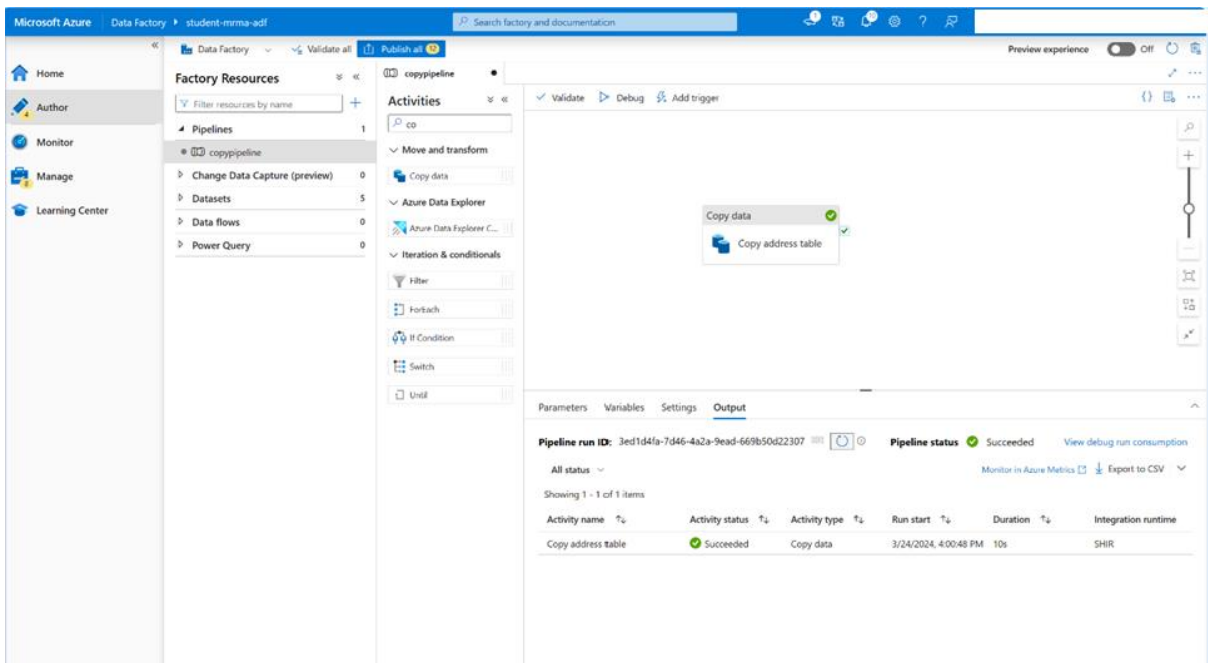 Microsoft Azure Data Factory student-mrma-adf Search factory and documentation
Data Factory Validate all Publish all 12 Preview experience Off
Home
Author
4
Monitor
Manage
Learning Center
Factory Resources
Filter resources by name
Pipelines 1
copypipeline
Change Data Capture (preview) 0
Datasets 5
Data flows 0
Power Query 0
copypipeline
Activities
co
Move and transform
Copy data
Azure Data Explorer
Azure Data Explorer C...
Iteration & conditionals
Filter
ForEach
If Condition
Switch
Until
Validate Debug Add trigger
Copy data
Copy address table
Parameters Variables Settings Output
Pipeline run ID: 3ed1d4fa-7d46-4a2a-9ead-669b50d22307 Pipeline status Succeeded View debug run consumption
All status Monitor in Azure Metrics Export to CSV
Showing 1 - 1 of 1 items
Activity name Activity status Activity type Run start Duration Integration runtime
Copy address table Succeeded Copy data 3/24/2024, 4:00:48 PM 10s SHIR